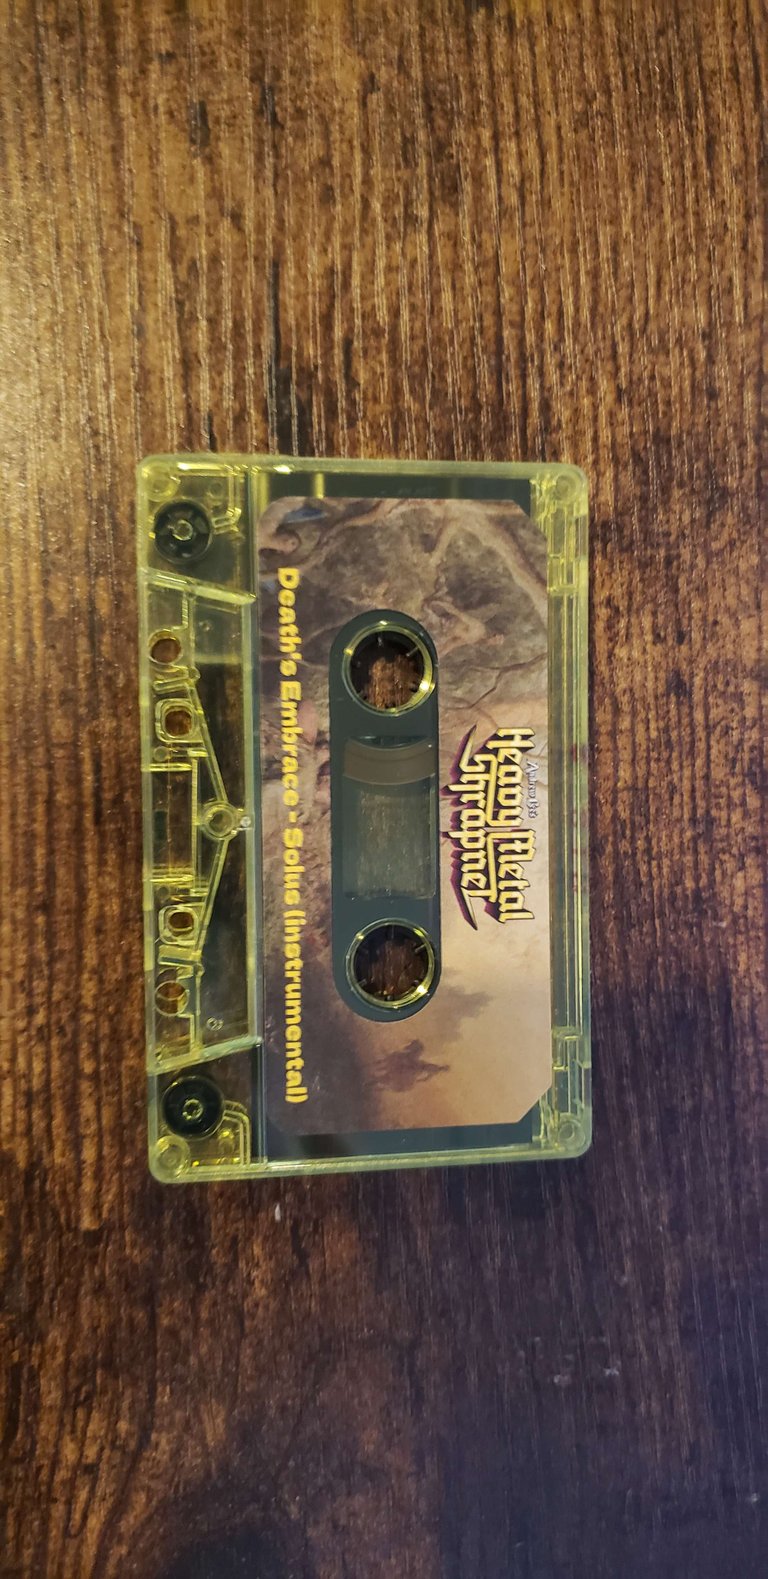 Heavy Metal
Shrapnel
Death's Embrace - Solus (instrumental)